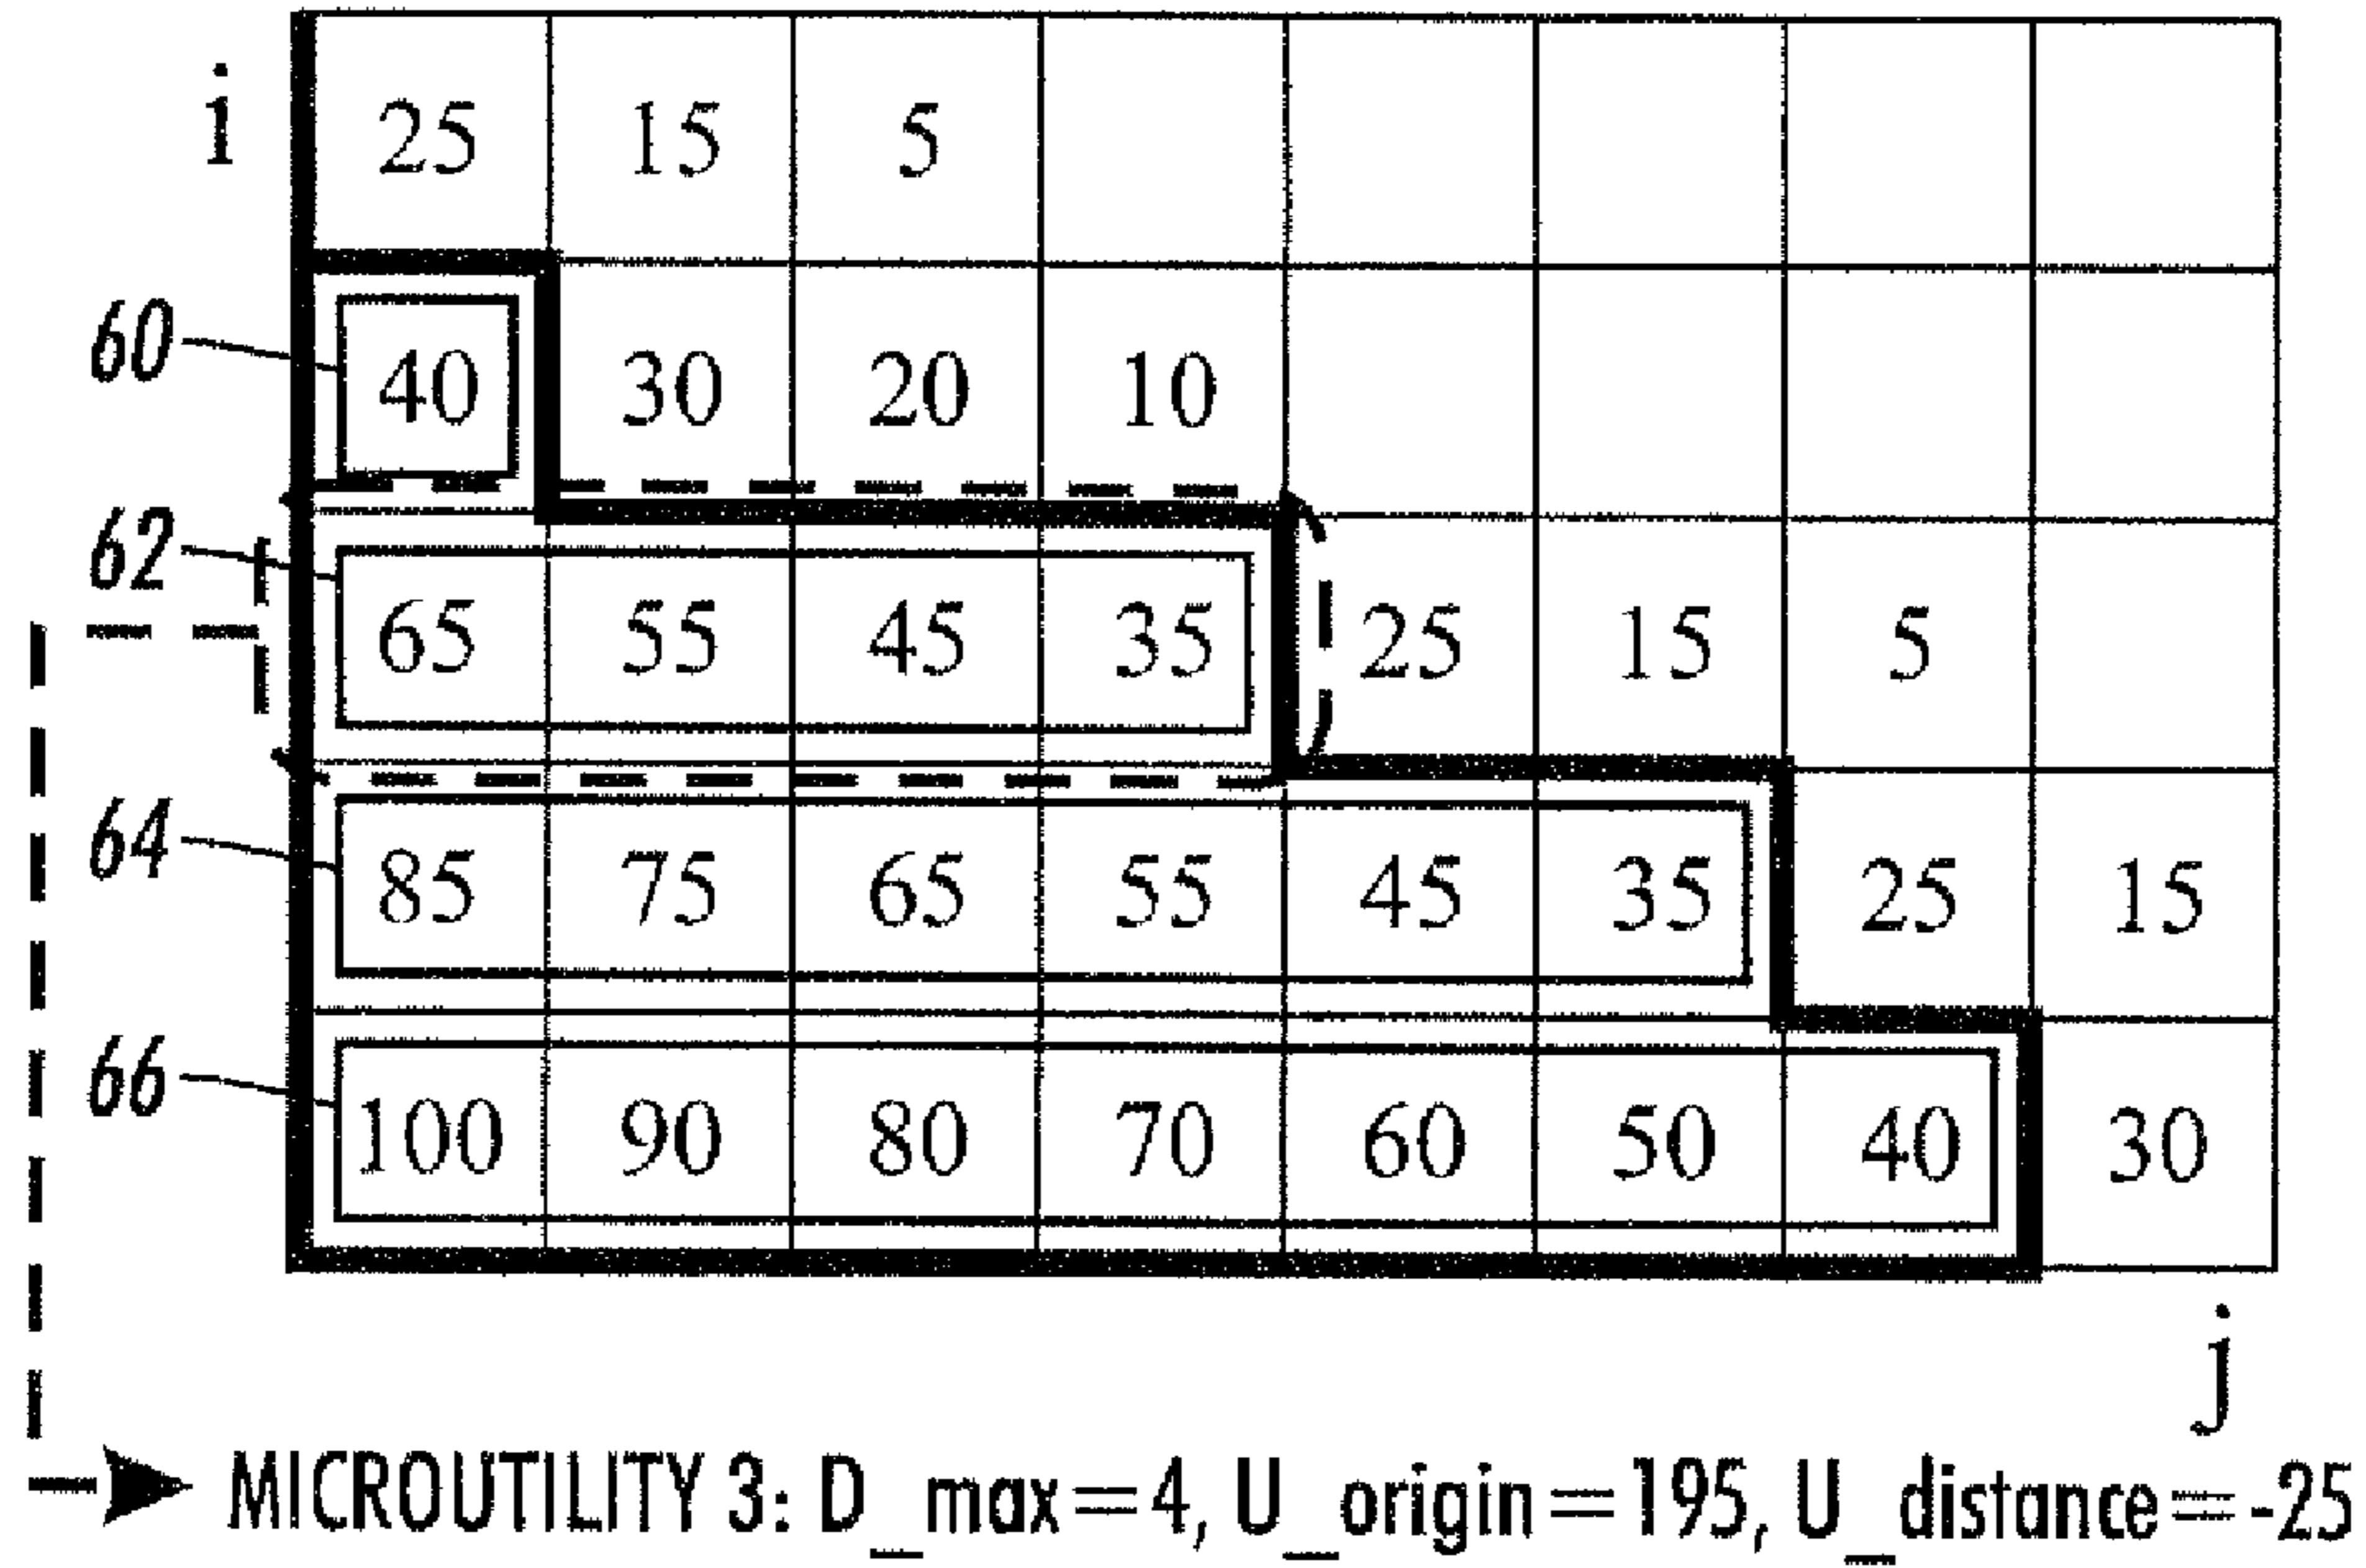 i 25 15 5
60 40 30 20 10
62 65 55 45 35 25 15 5
64 85 75 65 55 45 35 25 15
66 100 90 80 70 60 50 40 30
j
MICROUTILITY 3: D_max=4, U_origin=195, U_distance=-25